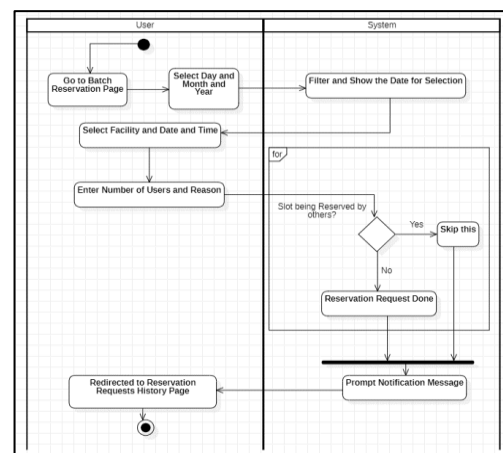 User
System
Go to Batch
Reservation Page
Select Day and
Month and
Year
Filter and Show the Date for Selection
Select Facility and Date and Time
for
Enter Number of Users and Reason
Slot being Reserved by
others?
Yes
Skip this
No
Reservation Request Done
Redirected to Reservation
Requests History Page
Prompt Notification Message